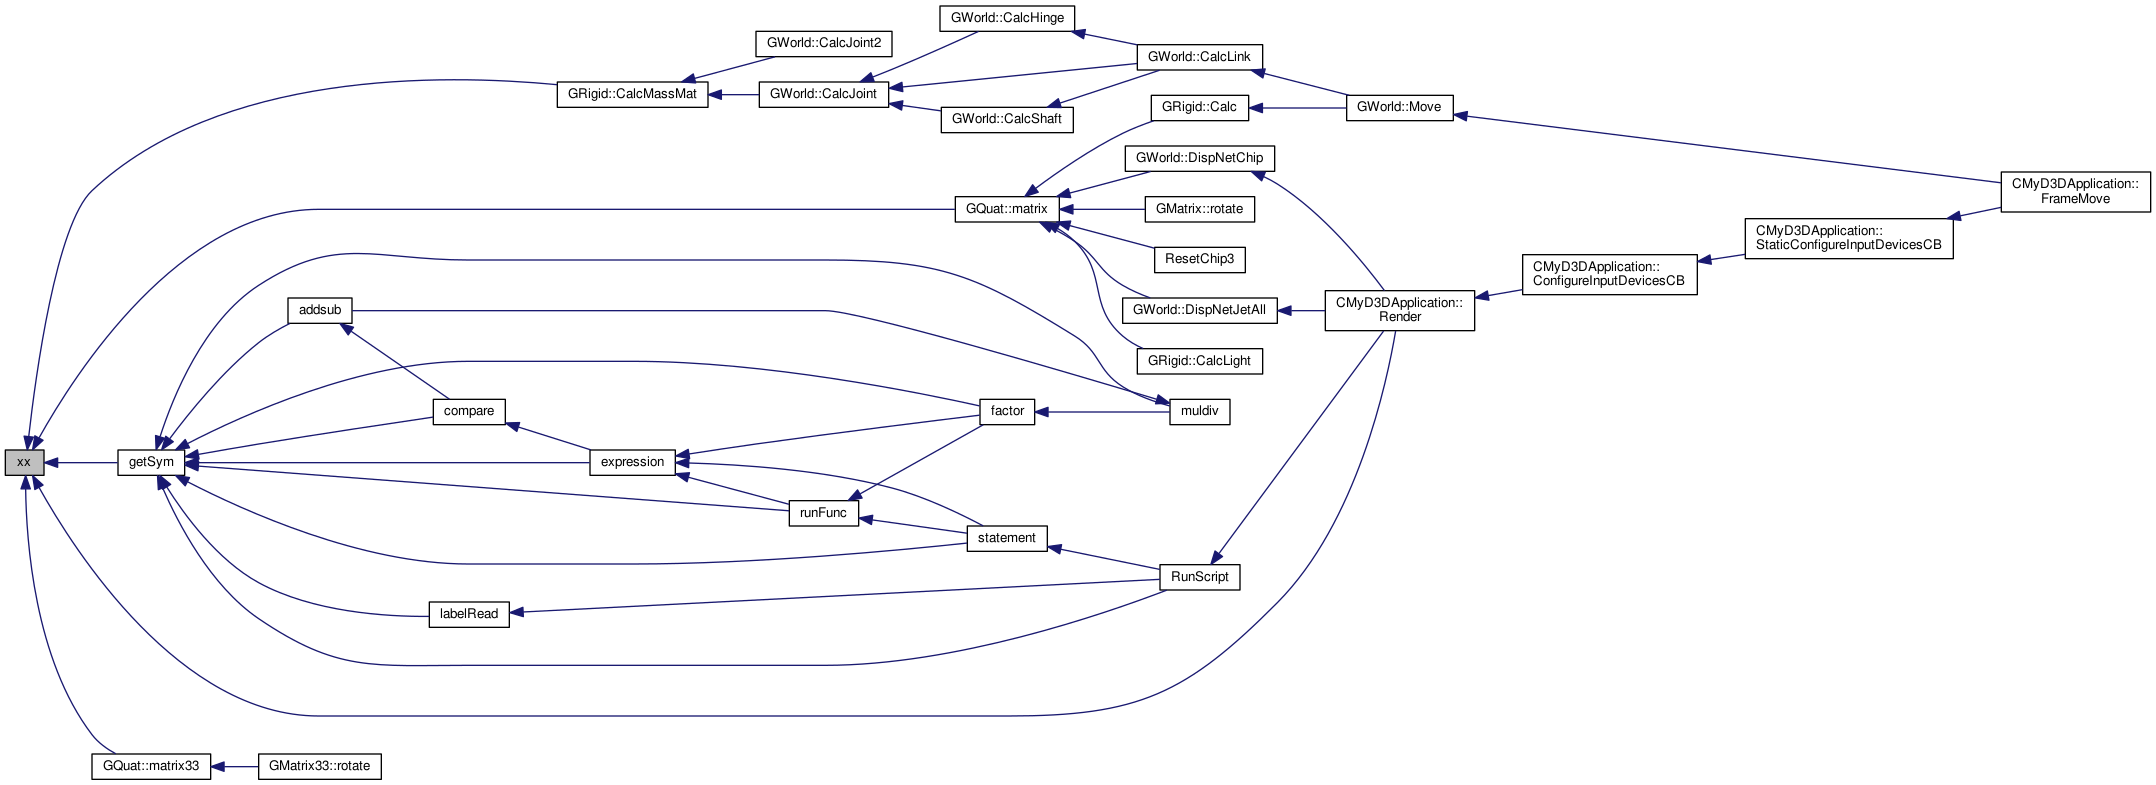 GWorld::CalcHinge
GWorld::CalcJoint2
GWorld::CalcLink
GRigid::CalcMassMat
GWorld::CalcJoint
GRigid::Calc
GWorld::Move
GWorld::CalcShaft
GWorld::DispNetChip
CMyD3DApplication::
FrameMove
GQuat::matrix
GMatrix::rotate
CMyD3DApplication::
StaticConfigureInputDevicesCB
ResetChip3
CMyD3DApplication::
ConfigureInputDevicesCB
addsub
GWorld::DispNetJetAll
CMyD3DApplication::
Render
GRigid::CalcLight
compare
factor
muldiv
xx
getSym
expression
runFunc
statement
RunScript
labelRead
GQuat::matrix33
GMatrix33::rotate